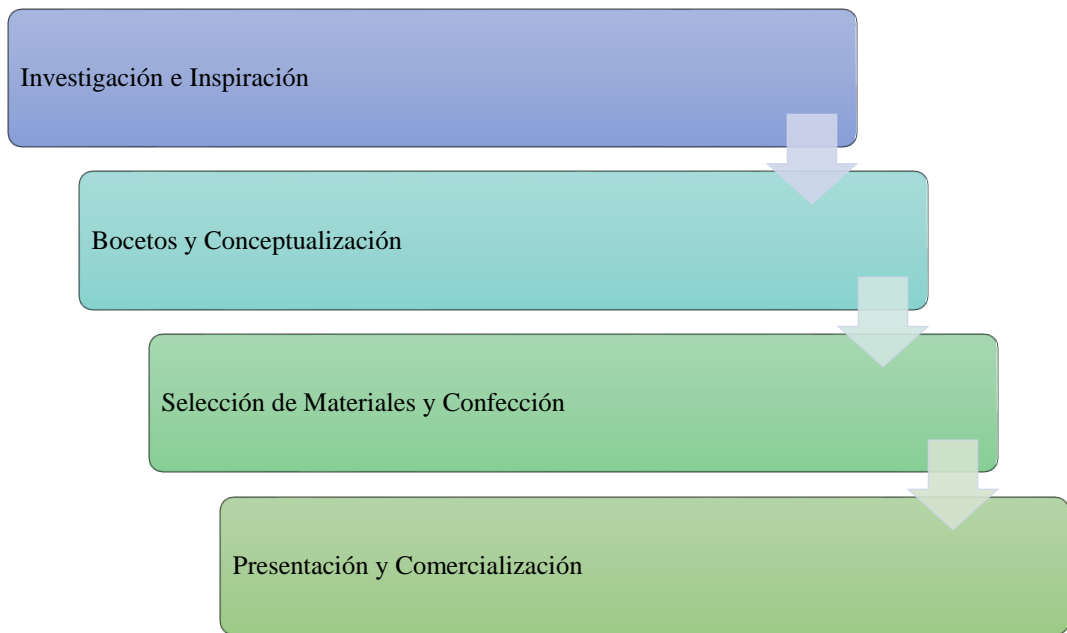 Investigación e Inspiración
Bocetos y Conceptualización
Selección de Materiales y Confección
Presentación y Comercialización